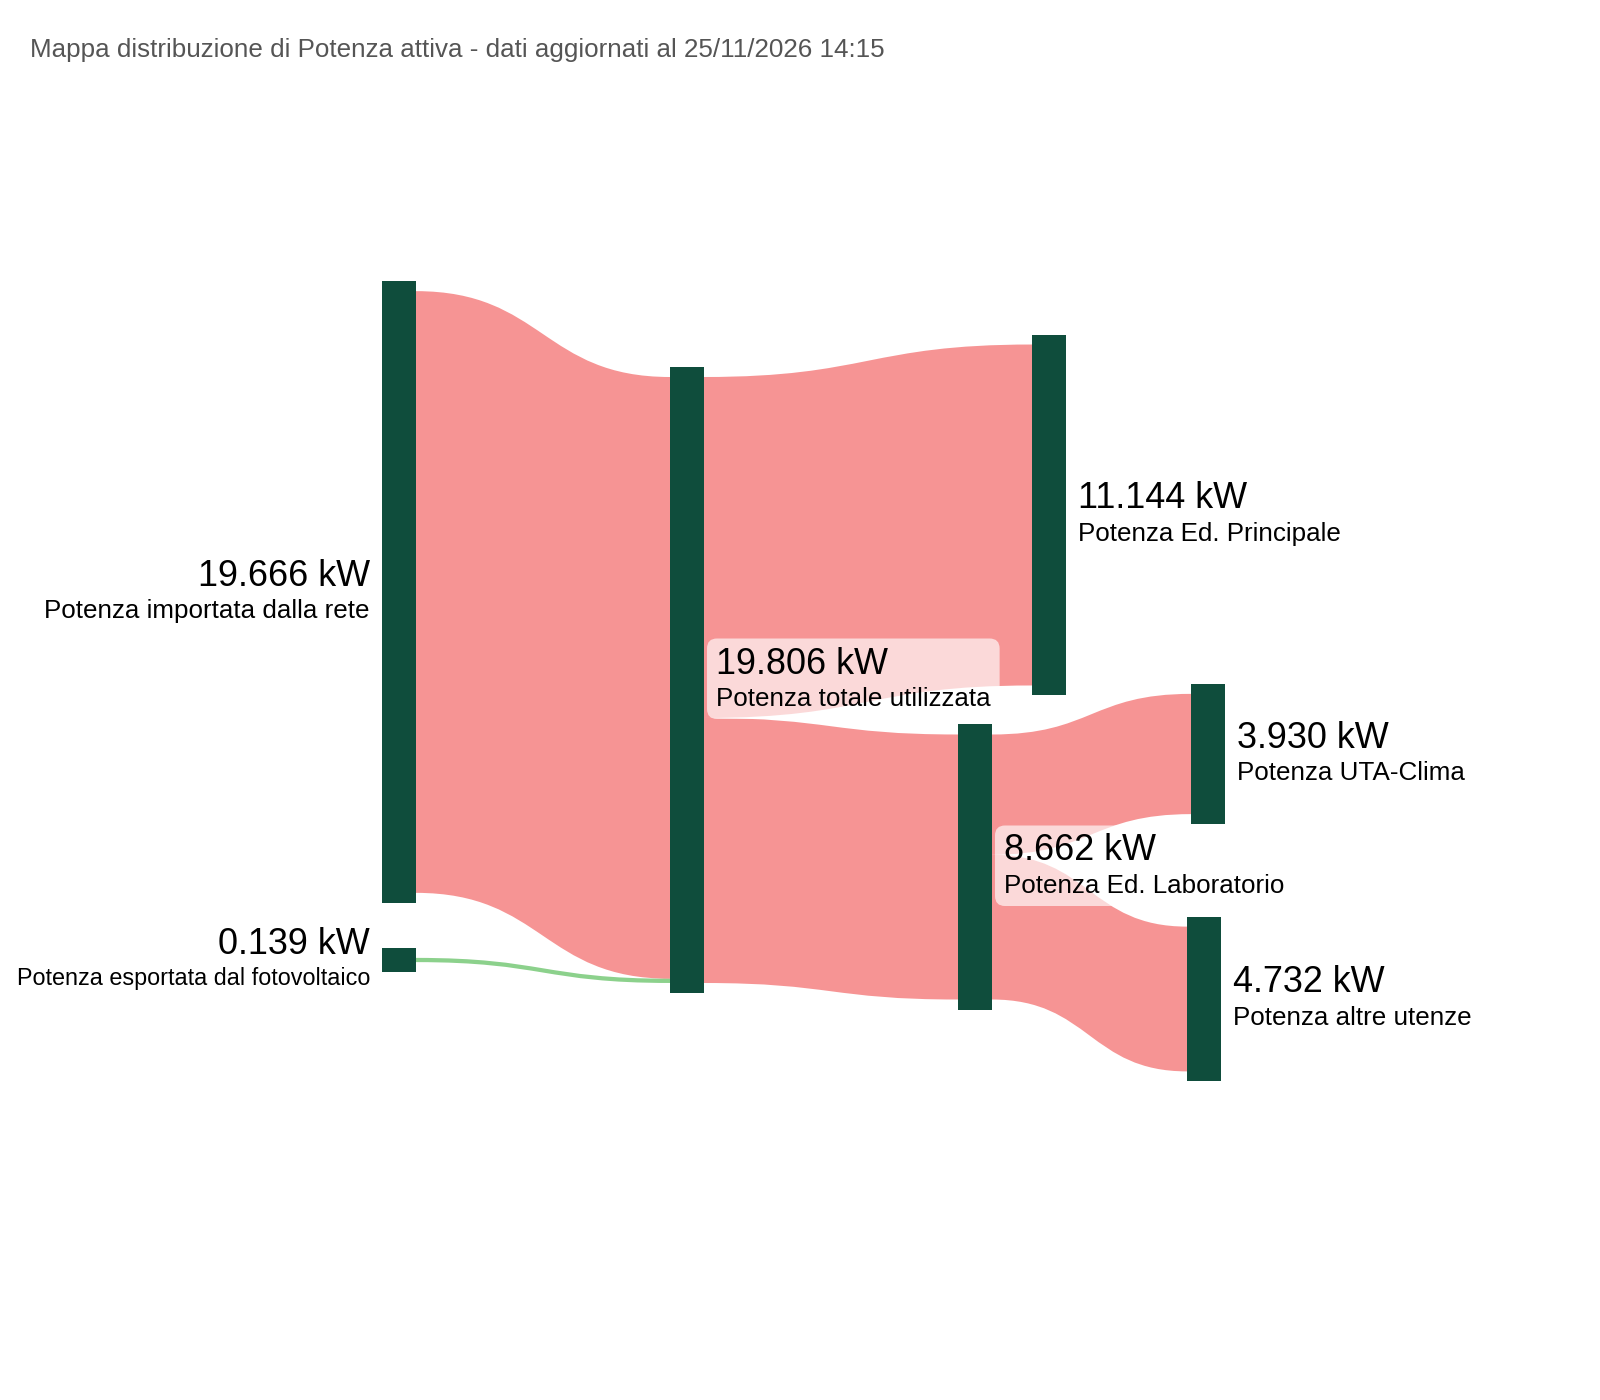 Mappa distribuzione di Potenza attiva - dati aggiornati al 25/11/2026 14:15
19.666 kW
Potenza importata dalla rete
0.139 kW
Potenza esportata dal fotovoltaico
19.806 kW
Potenza totale utilizzata
11.144 kW
Potenza Ed. Principale
8.662 kW
Potenza Ed. Laboratorio
3.930 kW
Potenza UTA-Clima
4.732 kW
Potenza altre utenze